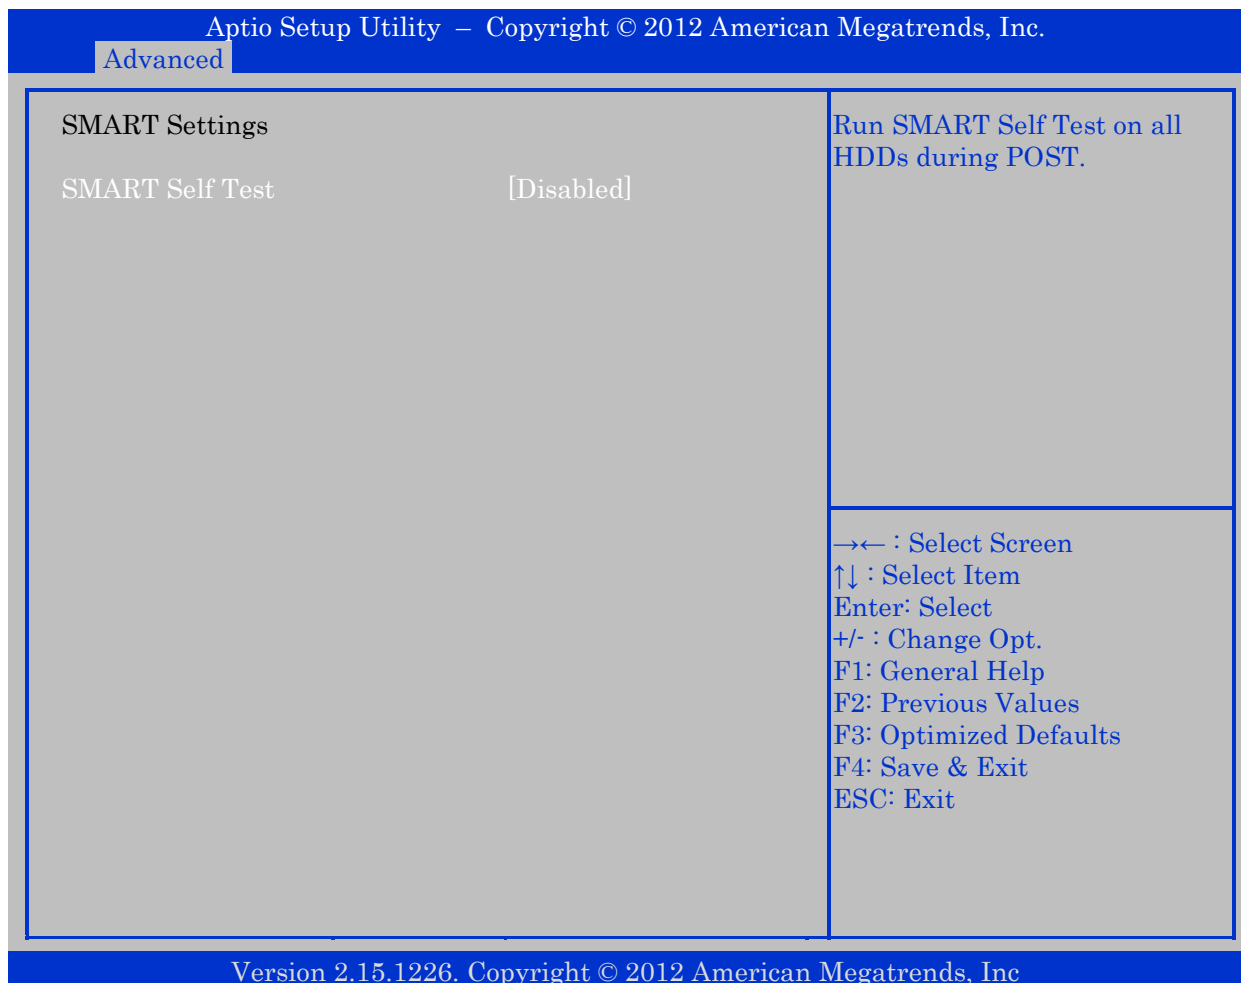 Aptio Setup Utility – Copyright © 2012 American Megatrends, Inc.
Advanced
SMART Settings
SMART Self Test [Disabled]
Run SMART Self Test on all
HDDs during POST.
→← : Select Screen
↑↓ : Select Item
Enter: Select
+/- : Change Opt.
F1: General Help
F2: Previous Values
F3: Optimized Defaults
F4: Save & Exit
ESC: Exit
Version 2.15.1226. Copyright © 2012 American Megatrends, Inc